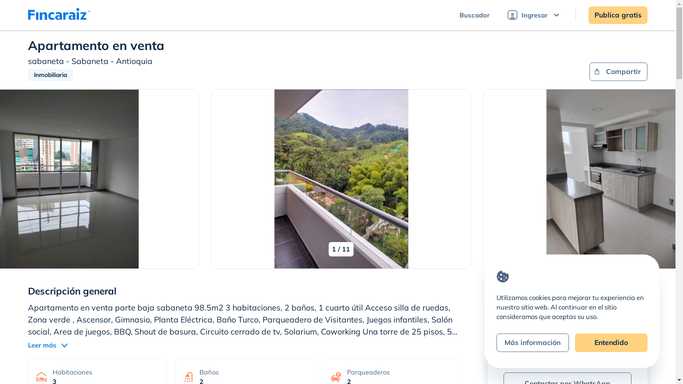 Fincaraiz
Buscador
Ingresar
Publica gratis
Apartamento en venta
sabaneta - Sabaneta - Antioquia
Inmobiliaria
Compartir
1 / 11
Descripción general
Apartamento en venta parte baja sabaneta 98.5m2 3 habitaciones, 2 baños, 1 cuarto útil Acceso silla de ruedas,
Zona verde , Ascensor, Gimnasio, Planta Eléctrica, Baño Turco, Parqueadero de Visitantes, Juegos infantiles, Salón
social, Area de juegos, BBQ, Shout de basura, Circuito cerrado de tv, Solarium, Coworking Una torre de 25 pisos, 5...
Leer más
Habitaciones
3
Baños
2
Parqueaderos
2
Utilizamos cookies para mejorar tu experiencia en
nuestro sitio web. Al continuar en el sitio
consideramos que aceptas su uso.
Más información
Entendido
Contactar por WhatsApp